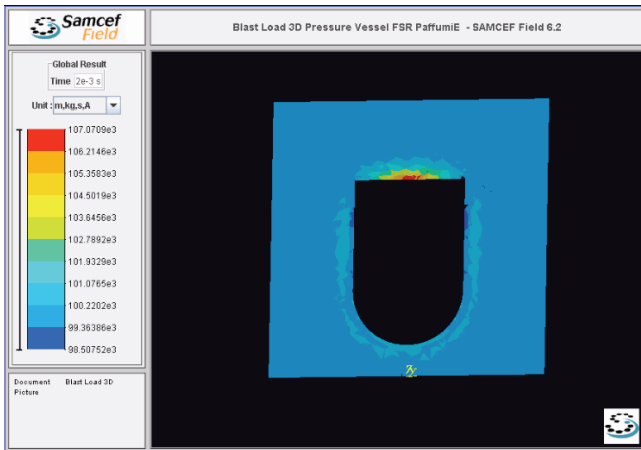 Samcef
Field
Blast Load 3D Pressure Vessel FSR PaffumiE - SAMCEF Field 6.2
Global Result
Time 2e-3 s
Unit : m,kg,s,A
107.0709e3
106.2146e3
105.3583e3
104.5019e3
103.6456e3
102.7892e3
101.9329e3
101.0765e3
100.2202e3
99.36386e3
98.50752e3
Document Blast Load 3D
Picture